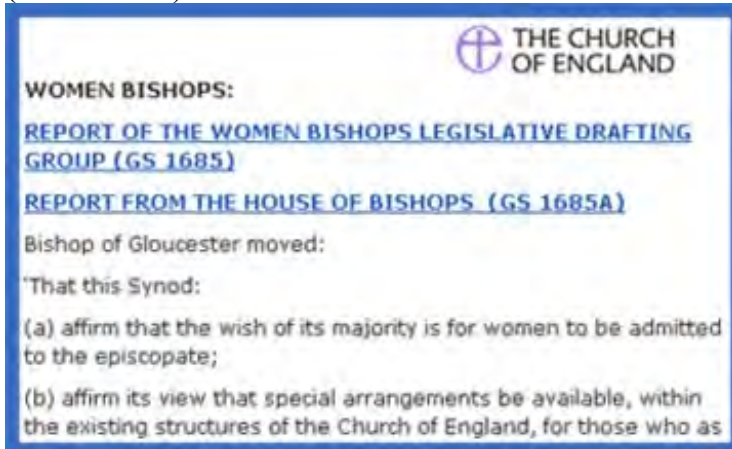 THE CHURCH
OF ENGLAND
WOMEN BISHOPS:
REPORT OF THE WOMEN BISHOPS LEGISLATIVE DRAFTING
GROUP (GS 1685)
REPORT FROM THE HOUSE OF BISHOPS (GS 1685A)
Bishop of Gloucester moved:
'That this Synod:
(a) affirm that the wish of its majority is for women to be admitted
to the episcopate;
(b) affirm its view that special arrangements be available, within
the existing structures of the Church of England, for those who as